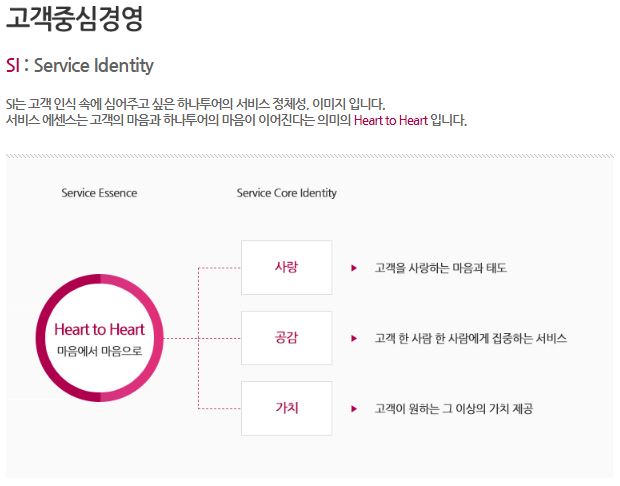 고객중심경영
SI : Service Identity
SI는 고객 인식 속에 심어주고 싶은 하나투어의 서비스 정체성, 이미지 입니다.
서비스 에센스는 고객의 마음과 하나투어의 마음이 이어진다는 의미의 Heart to Heart 입니다.
Service Essence
Service Core Identity
Heart to Heart
마음에서 마음으로
사랑
고객을 사랑하는 마음과 태도
공감
고객 한 사람 한 사람에게 집중하는 서비스
가치
고객이 원하는 그 이상의 가치 제공